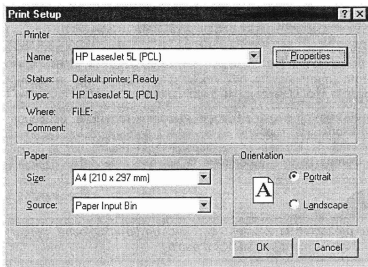 Print Setup
Printer
Name: HP LaserJet 5L (PCL) Properties
Status: Default printer; Ready
Type: HP LaserJet 5L (PCL)
Where: FILE:
Comment:
Paper
Size: A4 (210 x 297 mm)
Source: Paper Input Bin
Orientation
A
Portrait
Landscape
OK Cancel